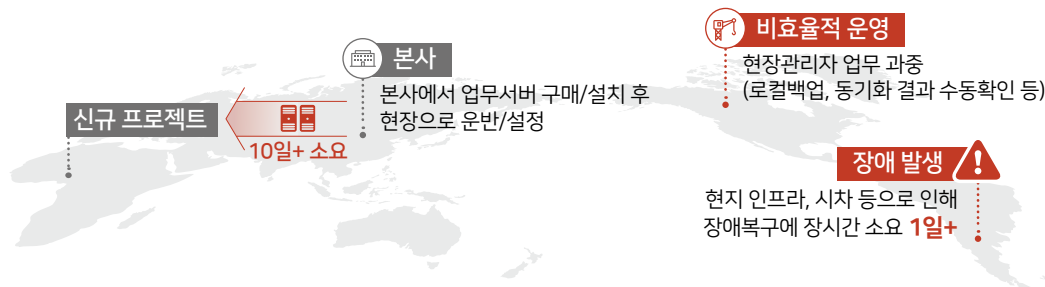 신규 프로젝트
10일+ 소요
본사
본사에서 업무서버 구매/설치 후
현장으로 운반/설정
비효율적 운영
현장관리자 업무 과중
(로컬백업, 동기화 결과 수동확인 등)
장애 발생
현지 인프라, 시차 등으로 인해
장애복구에 장시간 소요 1일+